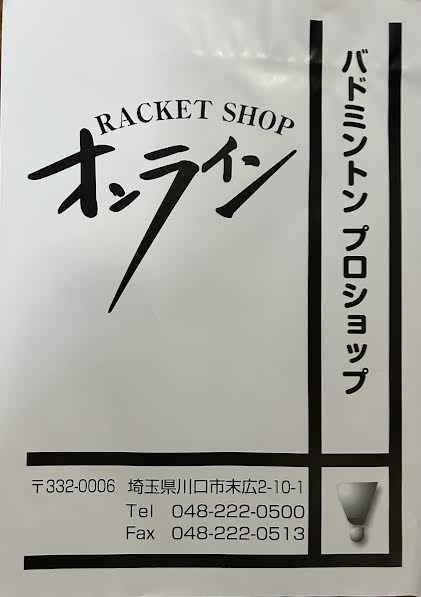 RACKET SHOP
オンライン
バドミントン プロショップ
〒332-0006 埼玉県川口市末広2-10-1
Tel 048-222-0500
Fax 048-222-0513